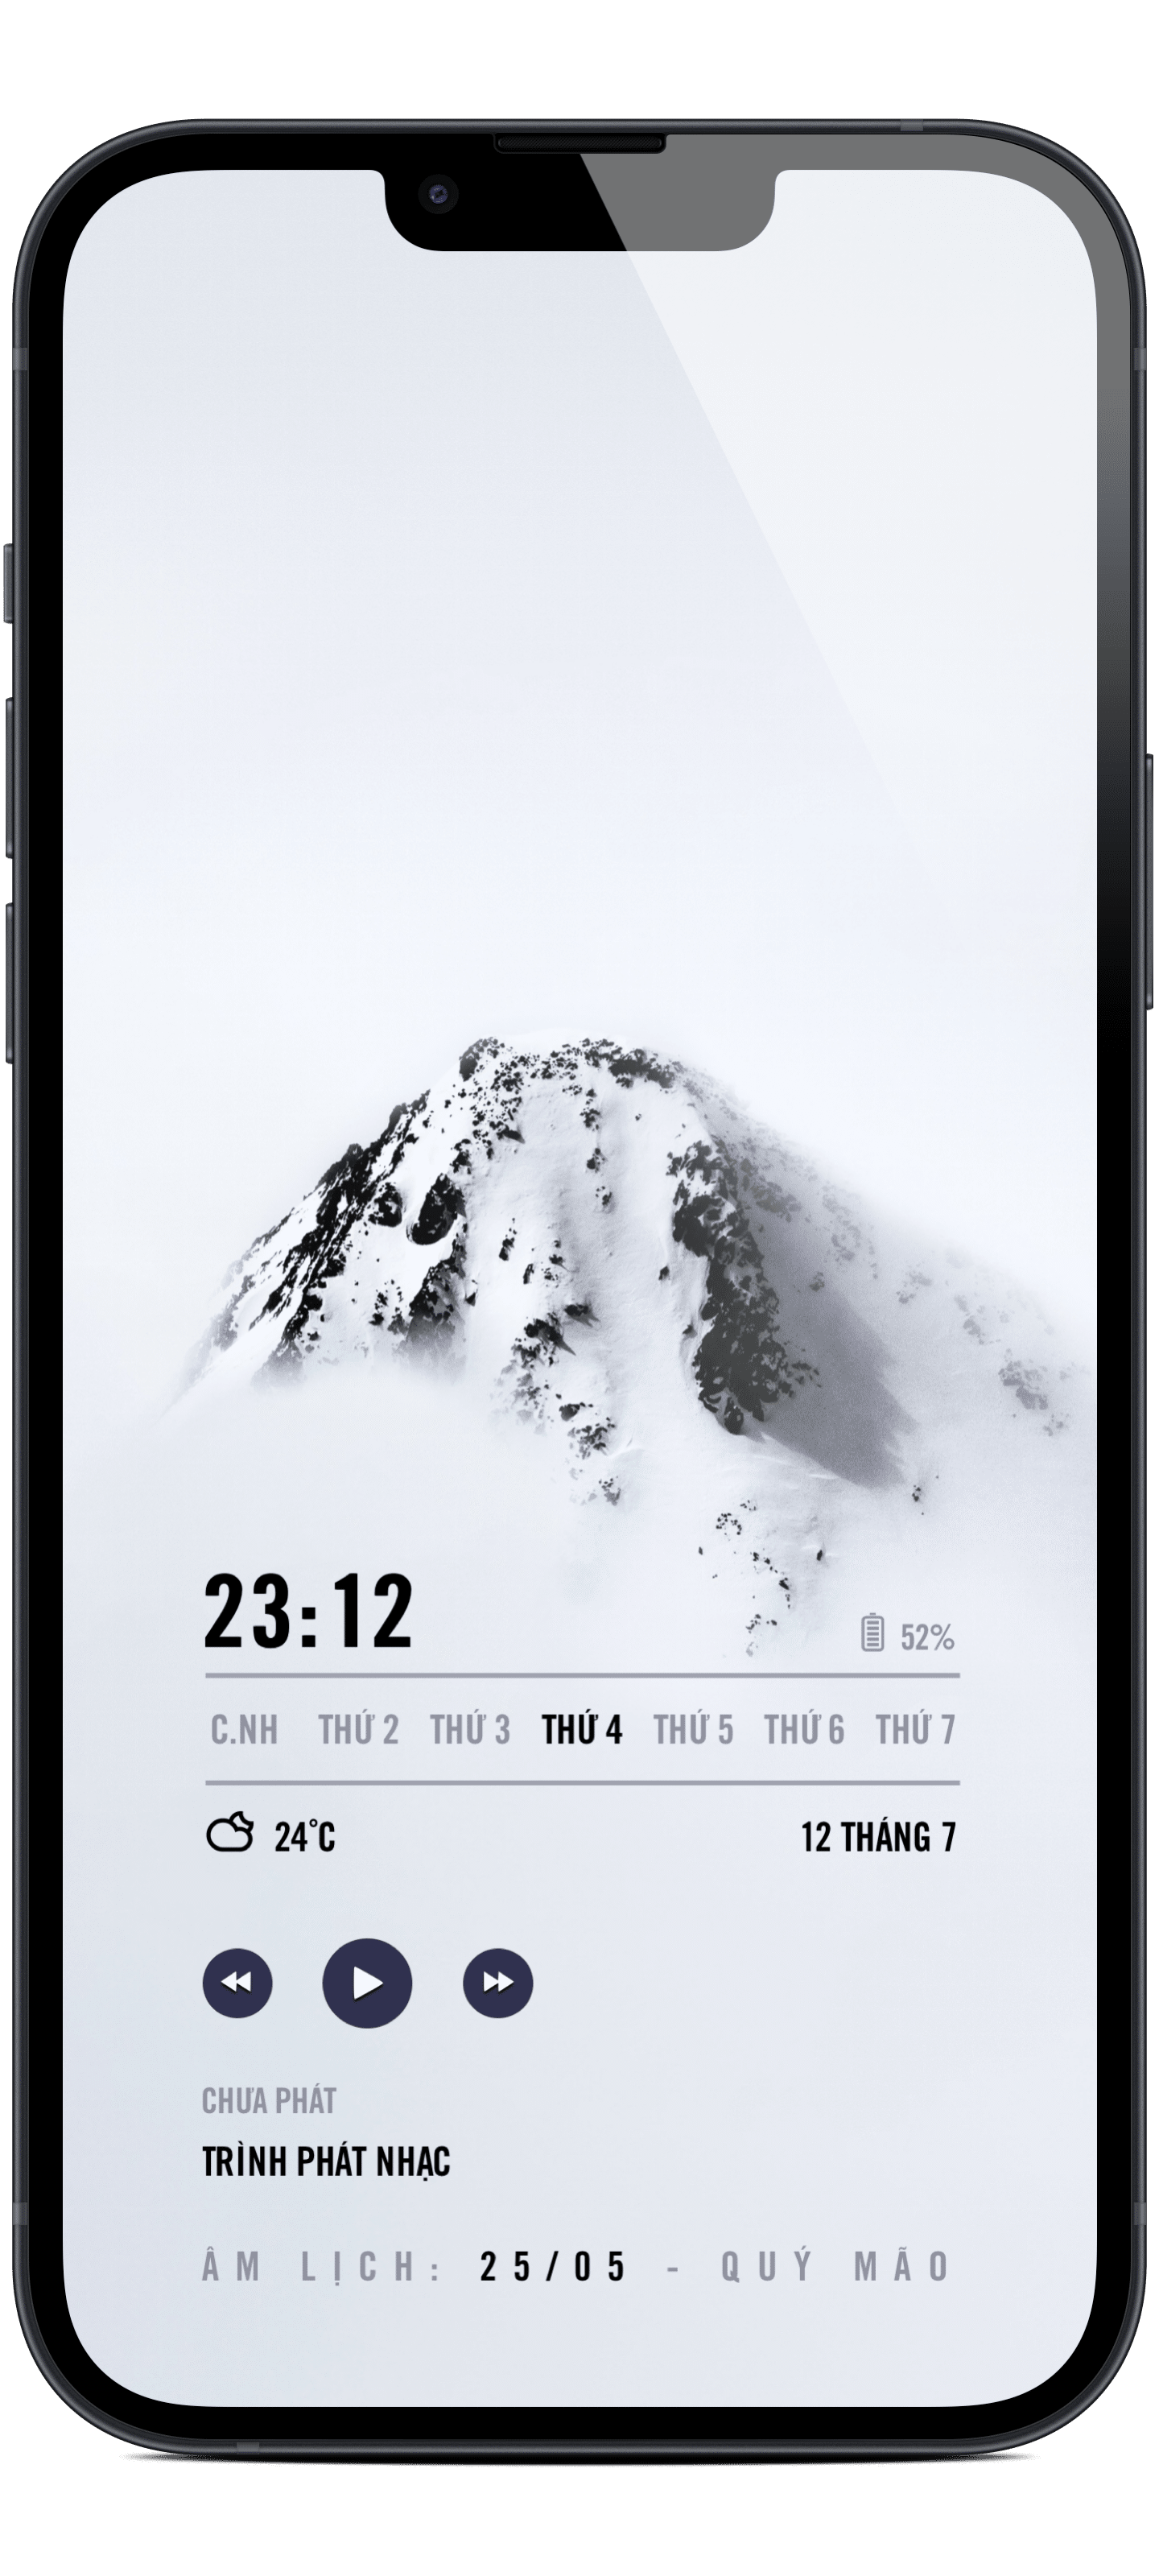 23:12
52%
C.NH THỨ 2 THỨ 3 THỨ 4 THỨ 5 THỨ 6 THỨ 7
24°C 12 THÁNG 7
CHƯA PHÁT
TRÌNH PHÁT NHẠC
ÂM LỊCH: 25/05 - QUÝ MÃO